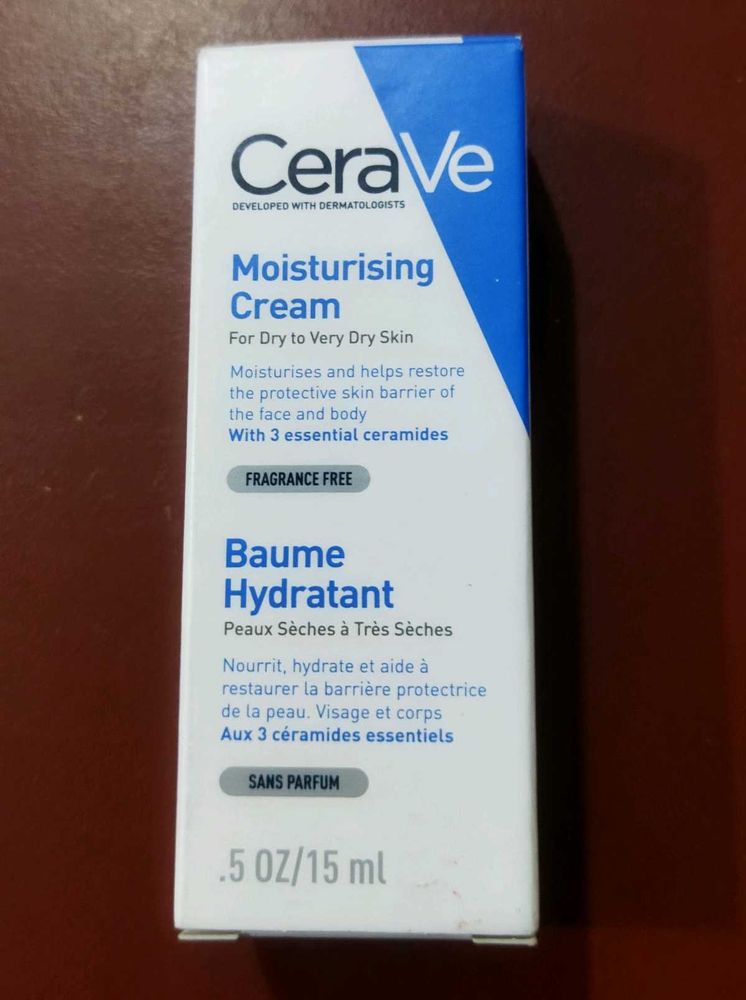 CeraVe
DEVELOPED WITH DERMATOLOGISTS
Moisturising
Cream
For Dry to Very Dry Skin
Moisturises and helps restore
the protective skin barrier of
the face and body
With 3 essential ceramides
FRAGRANCE FREE
Baume
Hydratant
Peaux Sèches à Très Sèches
Nourrit, hydrate et aide à
restaurer la barrière protectrice
de la peau. Visage et corps
Aux 3 céramides essentiels
SANS PARFUM
.5 OZ/15 ml